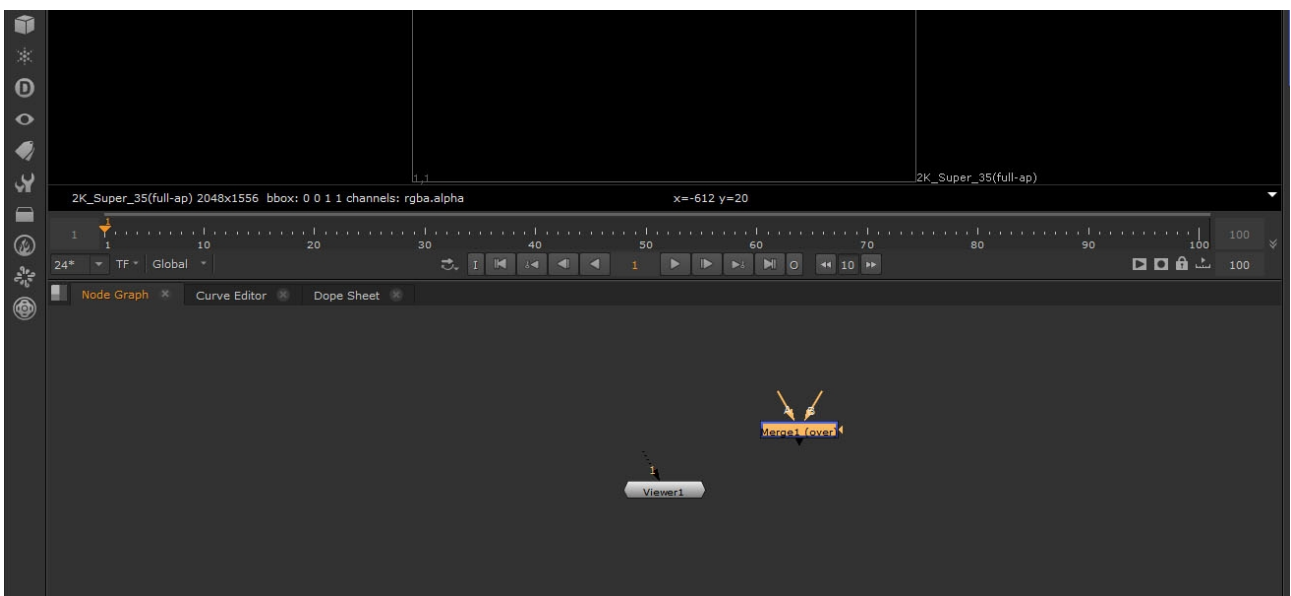 1,1
2K_Super_35(full-ap)
2K_Super_35(full-ap) 2048x1556 bbox: 0 0 1 1 channels: rgba.alpha x=-612 y=20
1
1 1 10 20 30 40 50 60 70 80 90 100 100
24* TF Global I 1 O 10 100
Node Graph Curve Editor Dope Sheet
A B
Merge1 (over)
1
Viewer1